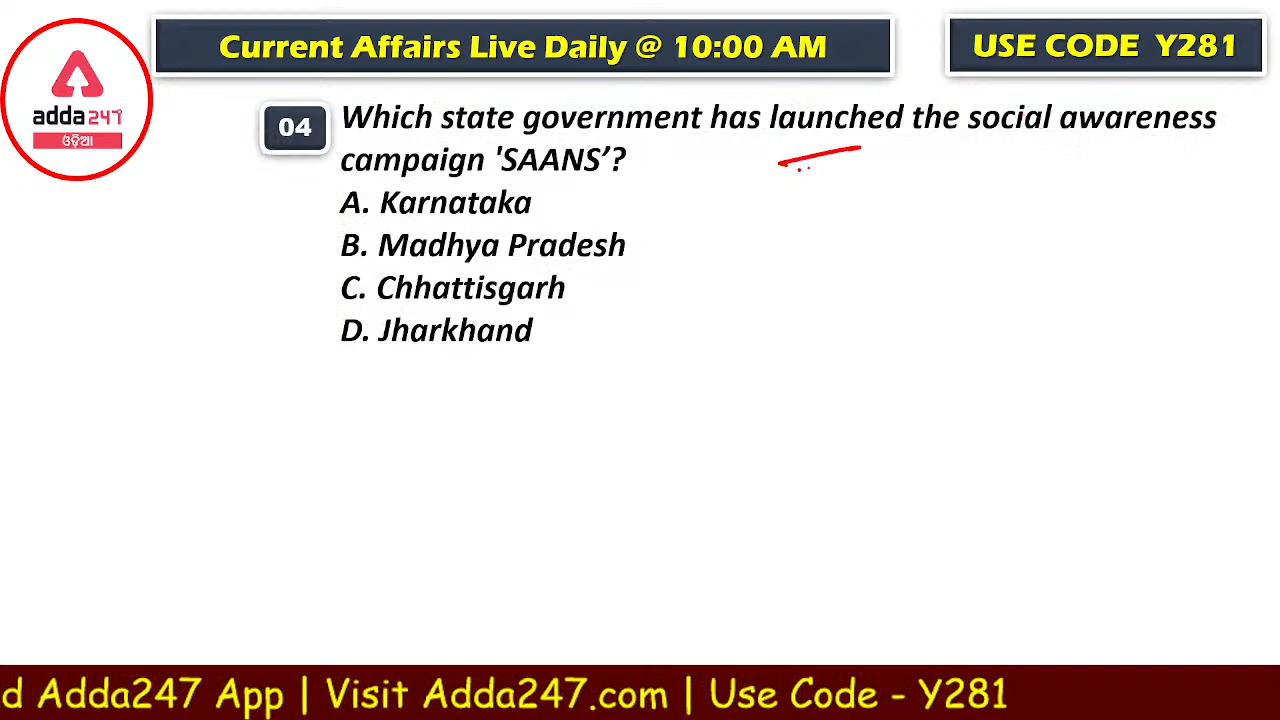 Current Affairs Live Daily @ 10:00 AM
USE CODE Y281
adda247
ଓଡ଼ିଆ
04
Which state government has launched the social awareness
campaign 'SAANS’?
A. Karnataka
B. Madhya Pradesh
C. Chhattisgarh
D. Jharkhand
d Adda247 App | Visit Adda247.com | Use Code - Y281